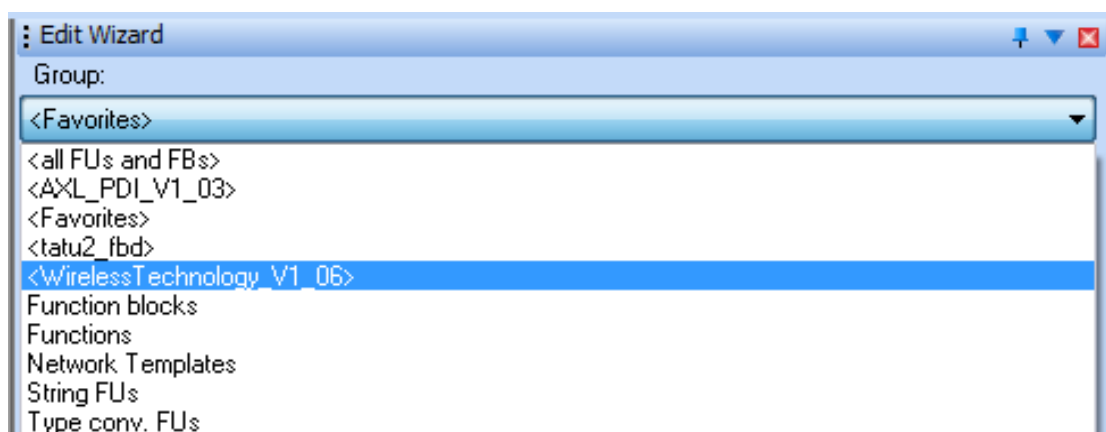 Edit Wizard
Group:
<Favorites>
<all FUs and FBs>
<AXL_PDI_V1_03>
<Favorites>
<tatu2_fbd>
<WirelessTechnology_V1_06>
Function blocks
Functions
Network Templates
String FUs
Type conv. FUs